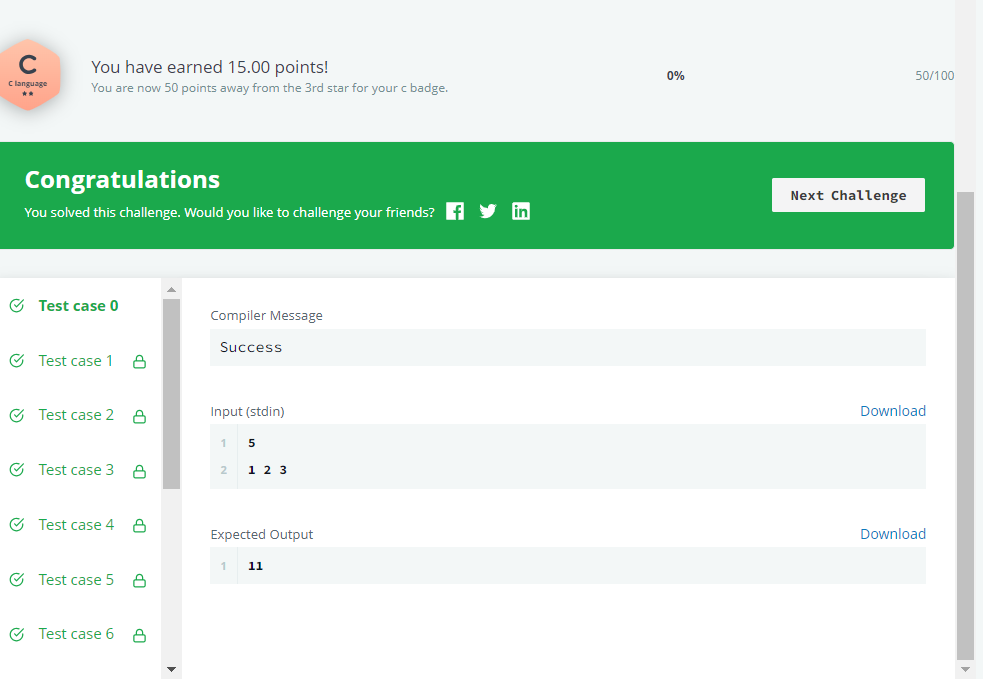 C
C language
★★
You have earned 15.00 points!
You are now 50 points away from the 3rd star for your c badge.
0%
50/100
Congratulations
You solved this challenge. Would you like to challenge your friends?
Next Challenge
Test case 0
Test case 1
Test case 2
Test case 3
Test case 4
Test case 5
Test case 6
Compiler Message
Success
Input (stdin)
Download
1 5
2 1 2 3
Expected Output
Download
1 11